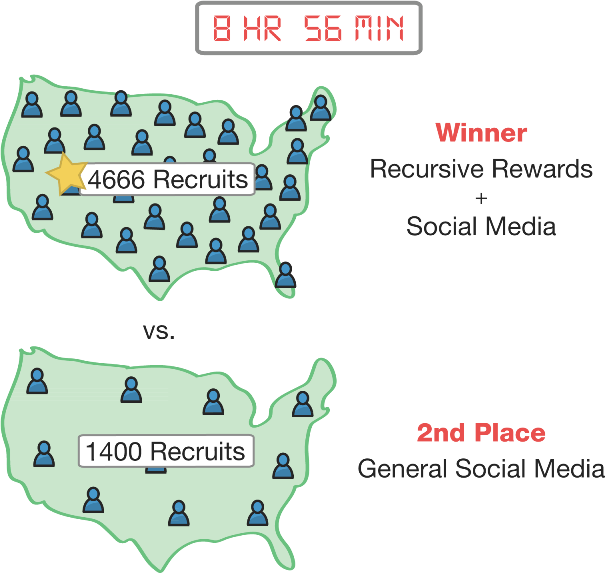 8 HR 56 MIN
Winner
Recursive Rewards
+
Social Media
4666 Recruits
vs.
2nd Place
General Social Media
1400 Recruits